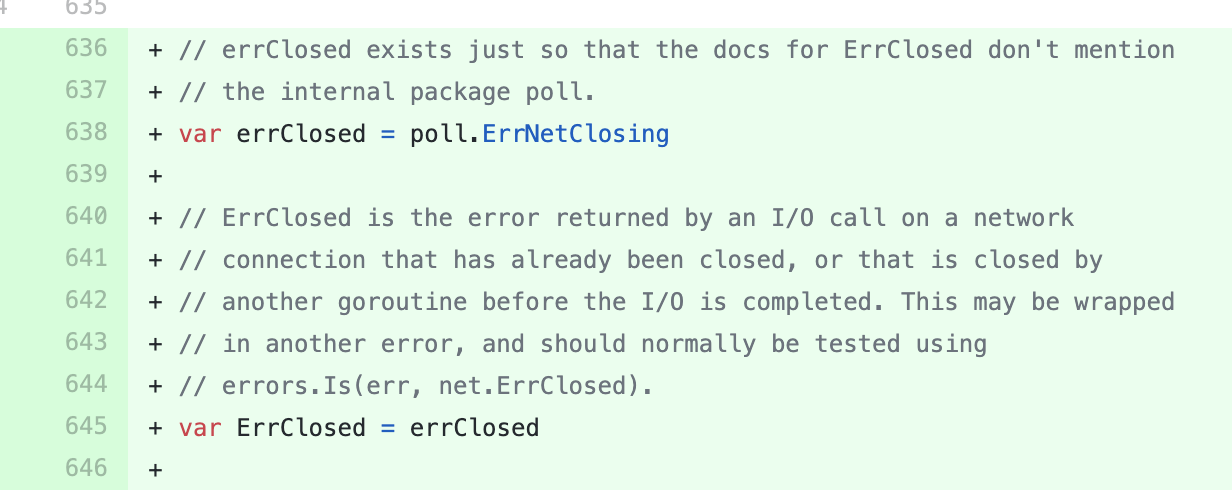 635
636 + // errClosed exists just so that the docs for ErrClosed don't mention
637 + // the internal package poll.
638 + var errClosed = poll.ErrNetClosing
639 +
640 + // ErrClosed is the error returned by an I/O call on a network
641 + // connection that has already been closed, or that is closed by
642 + // another goroutine before the I/O is completed. This may be wrapped
643 + // in another error, and should normally be tested using
644 + // errors.Is(err, net.ErrClosed).
645 + var ErrClosed = errClosed
646 +